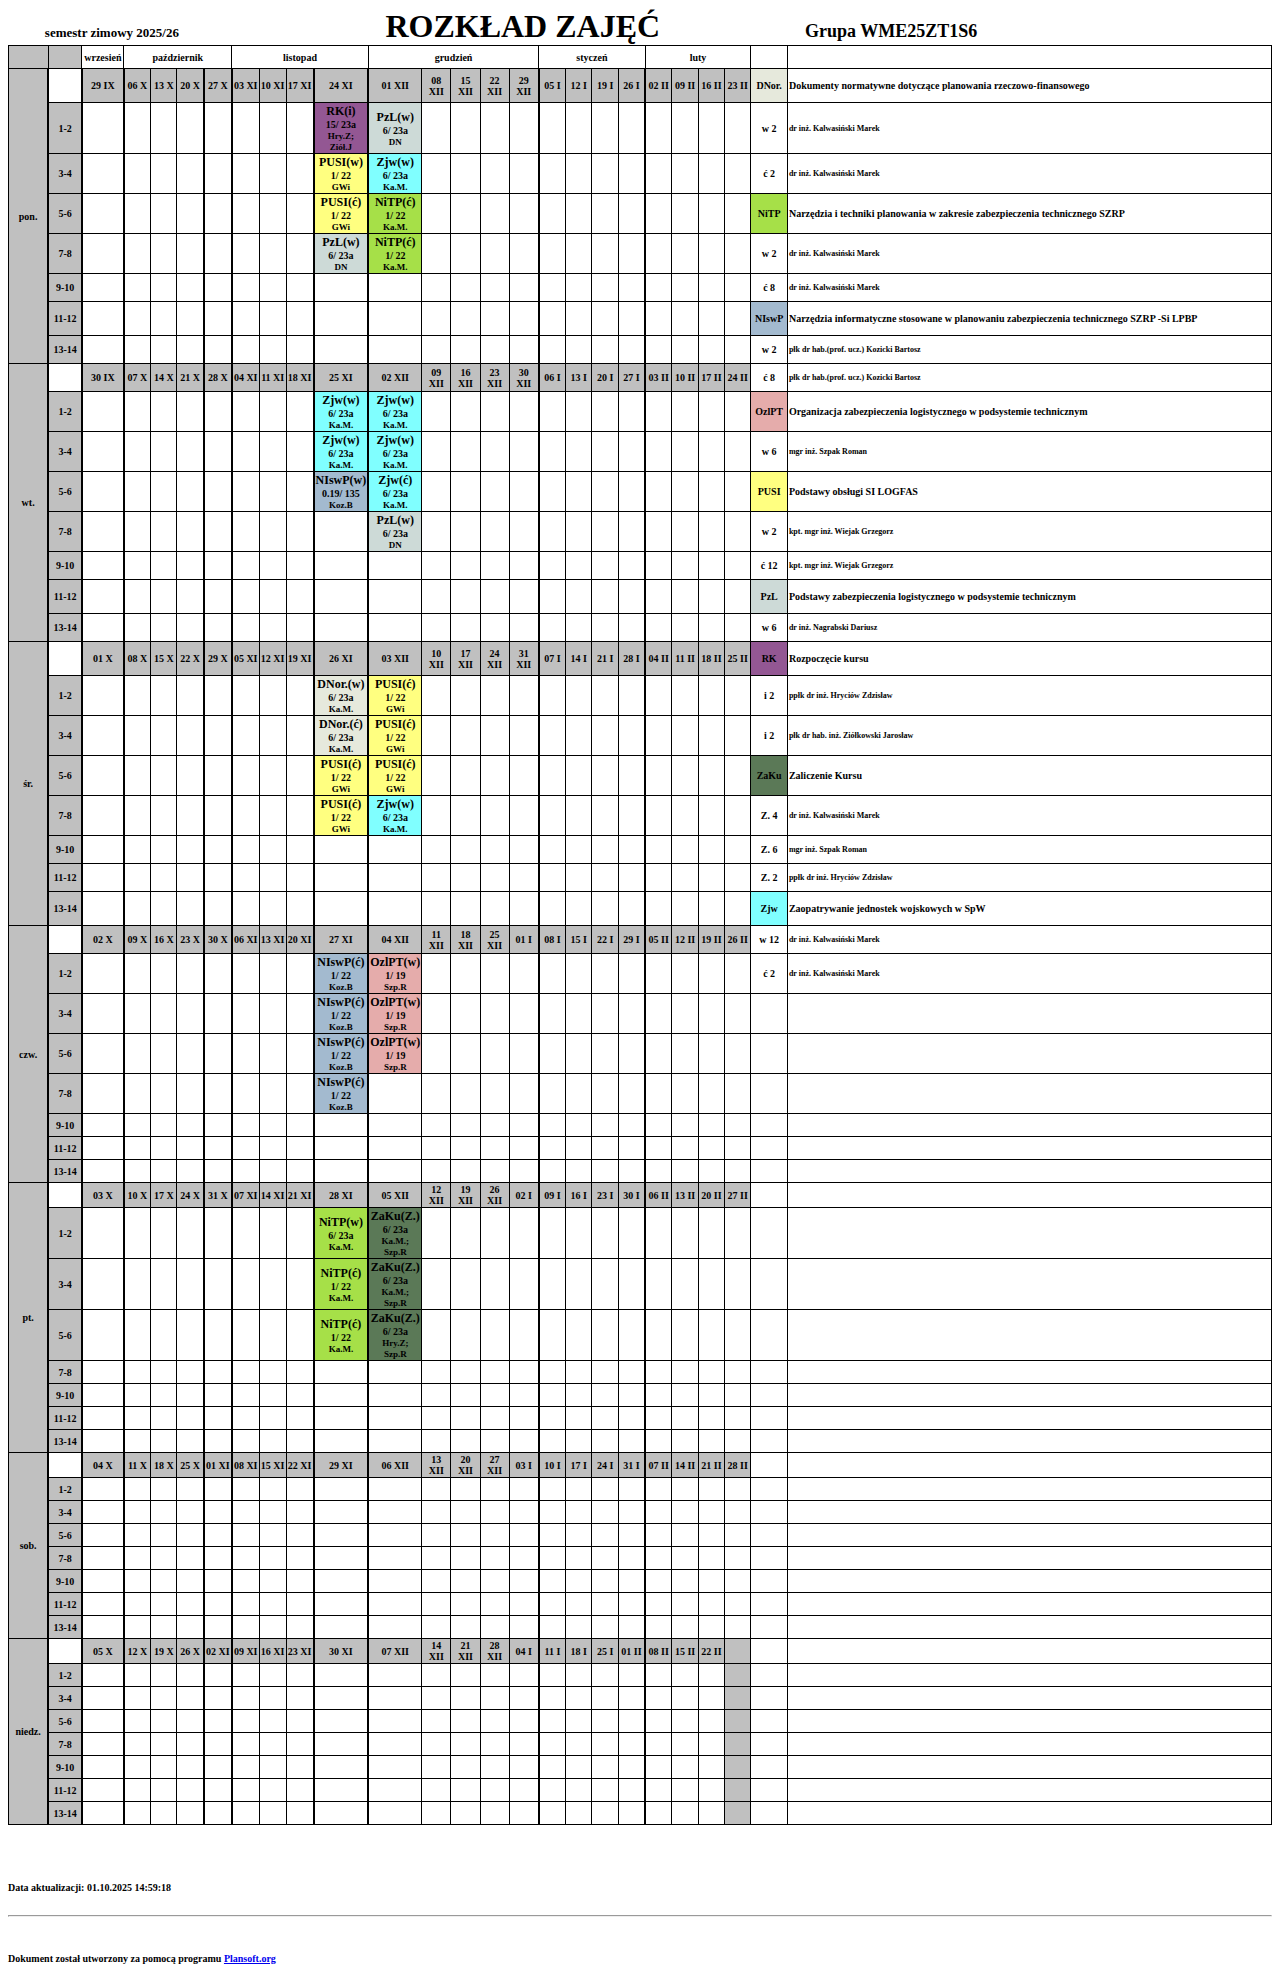 semestr zimowy 2025/26 ROZKŁAD ZAJĘĆ Grupa WME25ZT1S6
wrzesień październik listopad grudzień styczeń luty
pon.
29 IX 06 X 13 X 20 X 27 X 03 XI 10 XI 17 XI 24 XI 01 XII 08 XII 15 XII 22 XII 29 XII 05 I 12 I 19 I 26 I 02 II 09 II 16 II 23 II DNor. Dokumenty normatywne dotyczące planowania rzeczowo-finansowego
1-2 RK(i) 15/ 23a Hry.Z; Ziół.J PzL(w) 6/ 23a DN w 2 dr inż. Kalwasiński Marek
3-4 PUSI(w) 1/ 22 GWi Zjw(w) 6/ 23a Ka.M. ć 2 dr inż. Kalwasiński Marek
5-6 PUSI(ć) 1/ 22 GWi NiTP(ć) 1/ 22 Ka.M. NiTP Narzędzia i techniki planowania w zakresie zabezpieczenia technicznego SZRP
7-8 PzL(w) 6/ 23a DN NiTP(ć) 1/ 22 Ka.M. w 2 dr inż. Kalwasiński Marek
9-10 ć 8 dr inż. Kalwasiński Marek
11-12 NIswP Narzędzia informatyczne stosowane w planowaniu zabezpieczenia technicznego SZRP -Si LPBP
13-14 w 2 płk dr hab.(prof. ucz.) Kozicki Bartosz
wt.
30 IX 07 X 14 X 21 X 28 X 04 XI 11 XI 18 XI 25 XI 02 XII 09 XII 16 XII 23 XII 30 XII 06 I 13 I 20 I 27 I 03 II 10 II 17 II 24 II ć 8 płk dr hab.(prof. ucz.) Kozicki Bartosz
1-2 Zjw(w) 6/ 23a Ka.M. Zjw(w) 6/ 23a Ka.M. OzlPT Organizacja zabezpieczenia logistycznego w podsystemie technicznym
3-4 Zjw(w) 6/ 23a Ka.M. Zjw(w) 6/ 23a Ka.M. w 6 mgr inż. Szpak Roman
5-6 NIswP(w) 0.19/ 135 Koz.B Zjw(ć) 6/ 23a Ka.M. PUSI Podstawy obsługi SI LOGFAS
7-8 PzL(w) 6/ 23a DN w 2 kpt. mgr inż. Wiejak Grzegorz
9-10 ć 12 kpt. mgr inż. Wiejak Grzegorz
11-12 PzL Podstawy zabezpieczenia logistycznego w podsystemie technicznym
13-14 w 6 dr inż. Nagrabski Dariusz
śr.
01 X 08 X 15 X 22 X 29 X 05 XI 12 XI 19 XI 26 XI 03 XII 10 XII 17 XII 24 XII 31 XII 07 I 14 I 21 I 28 I 04 II 11 II 18 II 25 II RK Rozpoczęcie kursu
1-2 DNor.(w) 6/ 23a Ka.M. PUSI(ć) 1/ 22 GWi i 2 ppłk dr inż. Hryciów Zdzisław
3-4 DNor.(ć) 6/ 23a Ka.M. PUSI(ć) 1/ 22 GWi i 2 płk dr hab. inż. Ziółkowski Jarosław
5-6 PUSI(ć) 1/ 22 GWi PUSI(ć) 1/ 22 GWi ZaKu Zaliczenie Kursu
7-8 PUSI(ć) 1/ 22 GWi Zjw(w) 6/ 23a Ka.M. Z. 4 dr inż. Kalwasiński Marek
9-10 Z. 6 mgr inż. Szpak Roman
11-12 Z. 2 ppłk dr inż. Hryciów Zdzisław
13-14 Zjw Zaopatrywanie jednostek wojskowych w SpW
czw.
02 X 09 X 16 X 23 X 30 X 06 XI 13 XI 20 XI 27 XI 04 XII 11 XII 18 XII 25 XII 01 I 08 I 15 I 22 I 29 I 05 II 12 II 19 II 26 II w 12 dr inż. Kalwasiński Marek
1-2 NIswP(ć) 1/ 22 Koz.B OzlPT(w) 1/ 19 Szp.R ć 2 dr inż. Kalwasiński Marek
3-4 NIswP(ć) 1/ 22 Koz.B OzlPT(w) 1/ 19 Szp.R
5-6 NIswP(ć) 1/ 22 Koz.B OzlPT(w) 1/ 19 Szp.R
7-8 NIswP(ć) 1/ 22 Koz.B
9-10
11-12
13-14
pt.
03 X 10 X 17 X 24 X 31 X 07 XI 14 XI 21 XI 28 XI 05 XII 12 XII 19 XII 26 XII 02 I 09 I 16 I 23 I 30 I 06 II 13 II 20 II 27 II
1-2 NiTP(w) 6/ 23a Ka.M. ZaKu(Z.) 6/ 23a Ka.M.; Szp.R
3-4 NiTP(ć) 1/ 22 Ka.M. ZaKu(Z.) 6/ 23a Ka.M.; Szp.R
5-6 NiTP(ć) 1/ 22 Ka.M. ZaKu(Z.) 6/ 23a Hry.Z; Szp.R
7-8
9-10
11-12
13-14
sob.
04 X 11 X 18 X 25 X 01 XI 08 XI 15 XI 22 XI 29 XI 06 XII 13 XII 20 XII 27 XII 03 I 10 I 17 I 24 I 31 I 07 II 14 II 21 II 28 II
1-2
3-4
5-6
7-8
9-10
11-12
13-14
niedz.
05 X 12 X 19 X 26 X 02 XI 09 XI 16 XI 23 XI 30 XI 07 XII 14 XII 21 XII 28 XII 04 I 11 I 18 I 25 I 01 II 08 II 15 II 22 II
1-2
3-4
5-6
7-8
9-10
11-12
13-14
Data aktualizacji: 01.10.2025 14:59:18
Dokument został utworzony za pomocą programu Plansoft.org